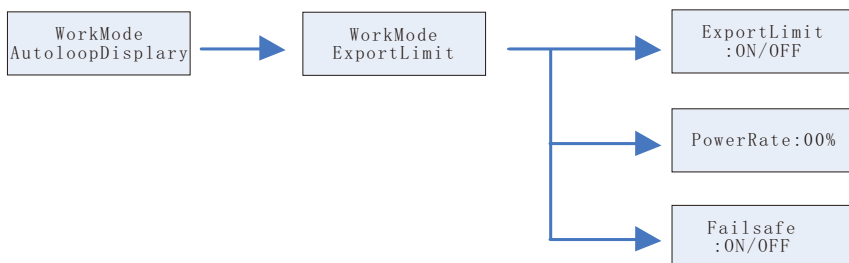 WorkMode
AutoloopDisplary
WorkMode
ExportLimit
ExportLimit
:ON/OFF
PowerRate:00%
Failsafe
:ON/OFF